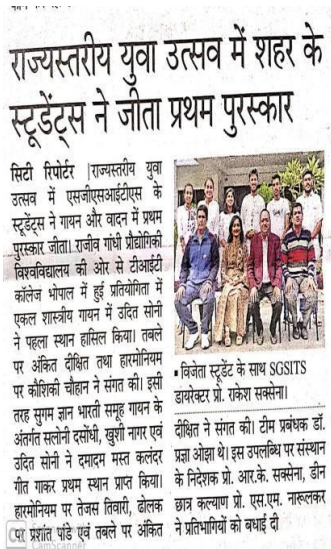 राज्यस्तरीय युवा उत्सव में शहर के
स्टूडेंट्स ने जीता प्रथम पुरस्कार
सिटी रिपोर्टर |राज्यस्तरीय युवा
उत्सव में एसजीएसआईटीएस के
स्टूडेंट्स ने गायन और वादन में प्रथम
पुरस्कार जीता। राजीव गांधी प्रौद्योगिकी
विश्वविद्यालय की ओर से टीआईटी
कॉलेज भोपाल में हुई प्रतियोगिता में
एकल शास्त्रीय गायन में उदित सोनी
ने पहला स्थान हासिल किया। तबले
पर अंकित दीक्षित तथा हारमोनियम
पर कौशिकी चौहान ने संगत की। इसी
तरह सुगम ज्ञान भारती समूह गायन के
अंतर्गत सलोनी दसोंधी, खुशी नागर एवं
उदित सोनी ने दमादम मस्त कलंदर
गीत गाकर प्रथम स्थान प्राप्त किया।
हारमोनियम पर तेजस तिवारी, ढोलक
पर प्रशांत पांडे एवं तबले पर अंकित
▪ विजेता स्टूडेंट के साथ SGSITS
डायरेक्टर प्रो. राकेश सक्सेना।
दीक्षित ने संगत की। टीम प्रबंधक डॉ.
प्रज्ञा ओझा थे। इस उपलब्धि पर संस्थान
के निदेशक प्रो. आर.के. सक्सेना, डीन
छात्र कल्याण प्रो. एस.एम. नारूलकर
ने प्रतिभागियों को बधाई दी
CS
CamScanner